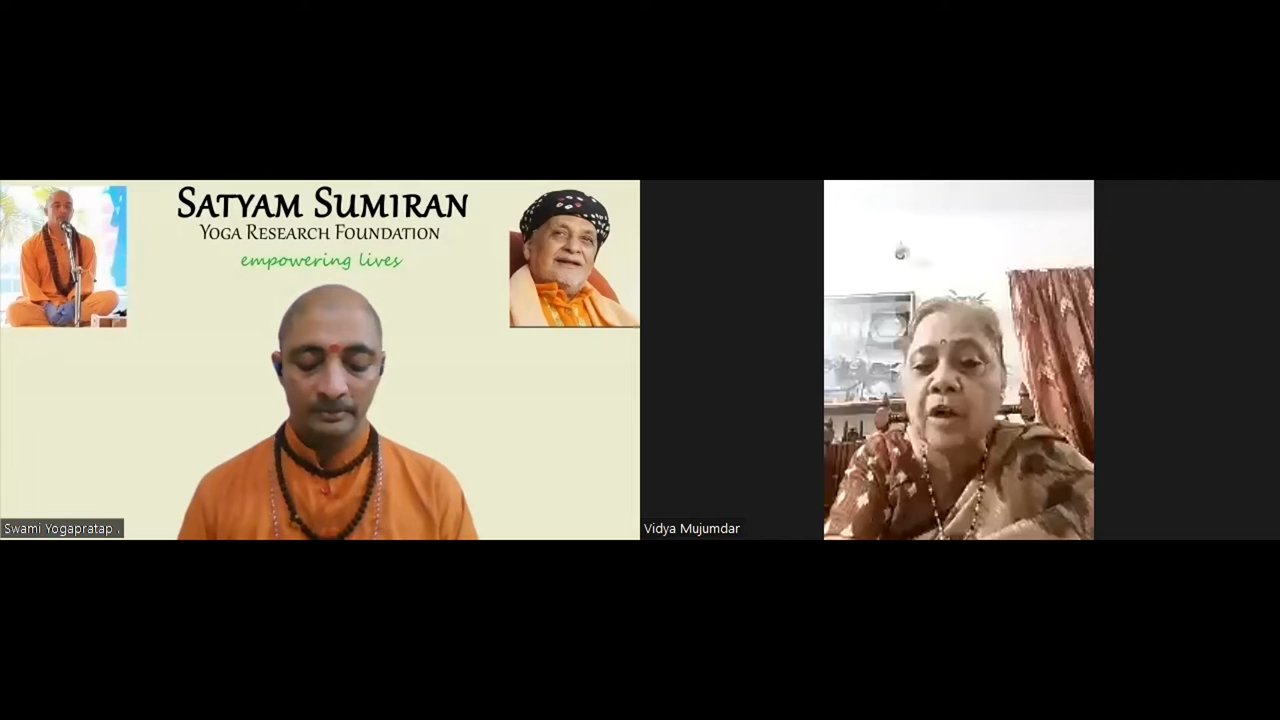 SATYAM SUMIRAN
YOGA RESEARCH FOUNDATION
empowering lives
Swami Yogapratap .
Vidya Mujumdar